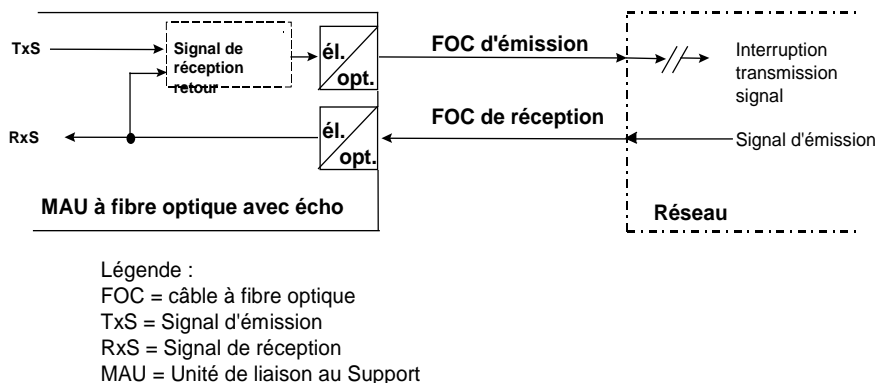 TxS
Signal de
réception
retour
él.
opt.
FOC d'émission
Interruption
transmission
signal
RxS
él.
opt.
FOC de réception
Signal d'émission
MAU à fibre optique avec écho
Réseau
Légende :
FOC = câble à fibre optique
TxS = Signal d'émission
RxS = Signal de réception
MAU = Unité de liaison au Support